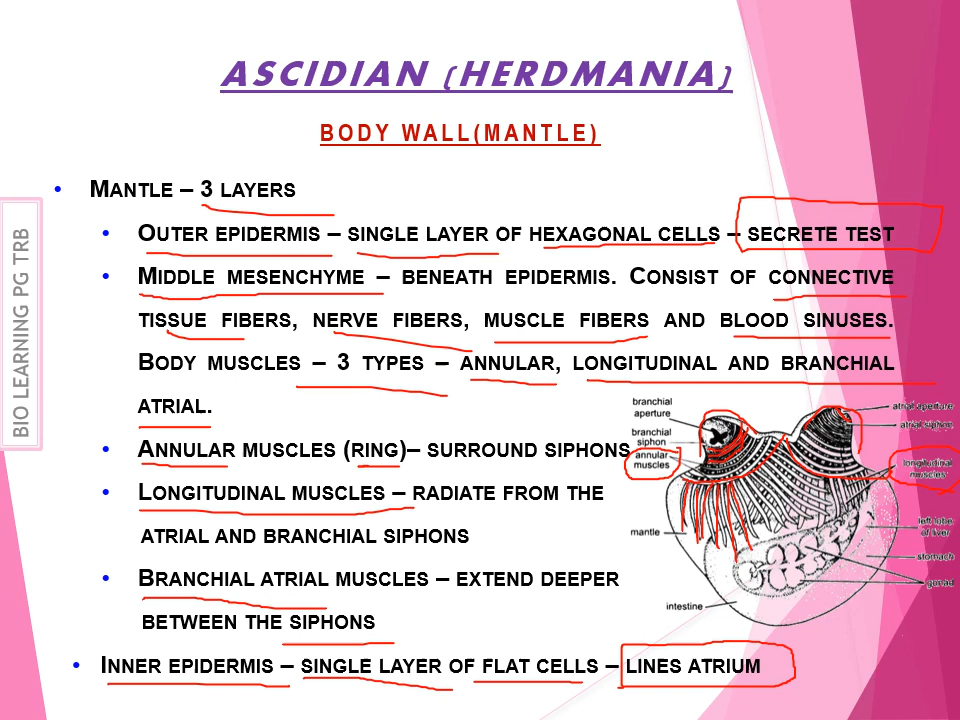 ASCIDIAN (HERDMANIA)
BODY WALL(MANTLE)
• MANTLE – 3 LAYERS
• OUTER EPIDERMIS – SINGLE LAYER OF HEXAGONAL CELLS – SECRETE TEST
• MIDDLE MESENCHYME – BENEATH EPIDERMIS. CONSIST OF CONNECTIVE
TISSUE FIBERS, NERVE FIBERS, MUSCLE FIBERS AND BLOOD SINUSES.
BODY MUSCLES – 3 TYPES – ANNULAR, LONGITUDINAL AND BRANCHIAL
ATRIAL.
• ANNULAR MUSCLES (RING)– SURROUND SIPHONS
• LONGITUDINAL MUSCLES – RADIATE FROM THE
ATRIAL AND BRANCHIAL SIPHONS
• BRANCHIAL ATRIAL MUSCLES – EXTEND DEEPER
BETWEEN THE SIPHONS
• INNER EPIDERMIS – SINGLE LAYER OF FLAT CELLS – LINES ATRIUM
BIO LEARNING PG TRB
branchial
aperture
branchial
siphon
annular
muscles
mantle
intestine
atrial aperture
atrial siphon
longitudinal
muscles
left lobe
of liver
stomach
gonad